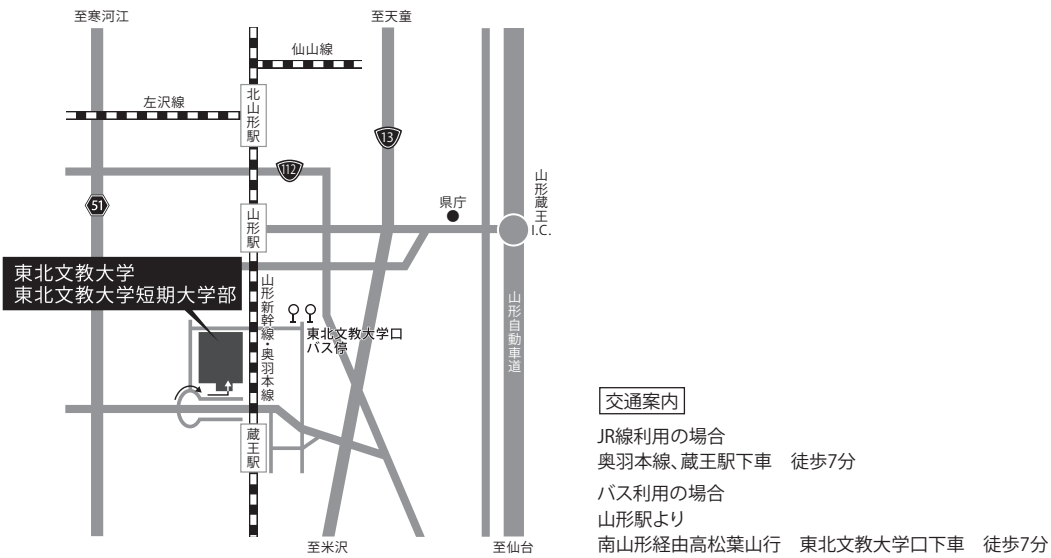 至寒河江
至天童
仙山線
左沢線
北山形駅
13
112
51
県庁
山形蔵王I.C.
山形駅
東北文教大学
東北文教大学短期大学部
山形新幹線・奥羽本線
東北文教大学口
バス停
山形自動車道
蔵王駅
至米沢
至仙台
交通案内
JR線利用の場合
奥羽本線、蔵王駅下車　徒歩7分
バス利用の場合
山形駅より
南山形経由高松葉山行　東北文教大学口下車　徒歩7分